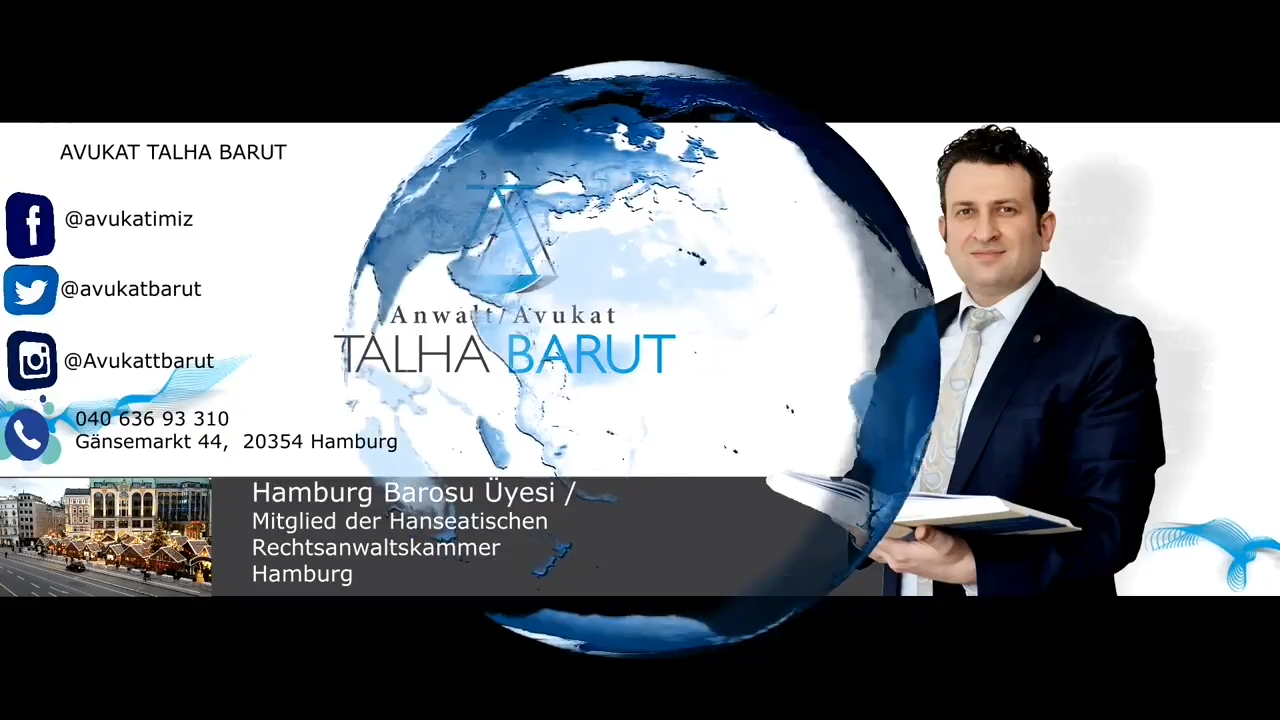 AVUKAT TALHA BARUT
@avukatimiz
@avukatbarut
@Avukattbarut
040 636 93 310
Gänsemarkt 44, 20354 Hamburg
Anwalt/Avukat
TALHA BARUT
Hamburg Barosu Üyesi /
Mitglied der Hanseatischen
Rechtsanwaltskammer
Hamburg